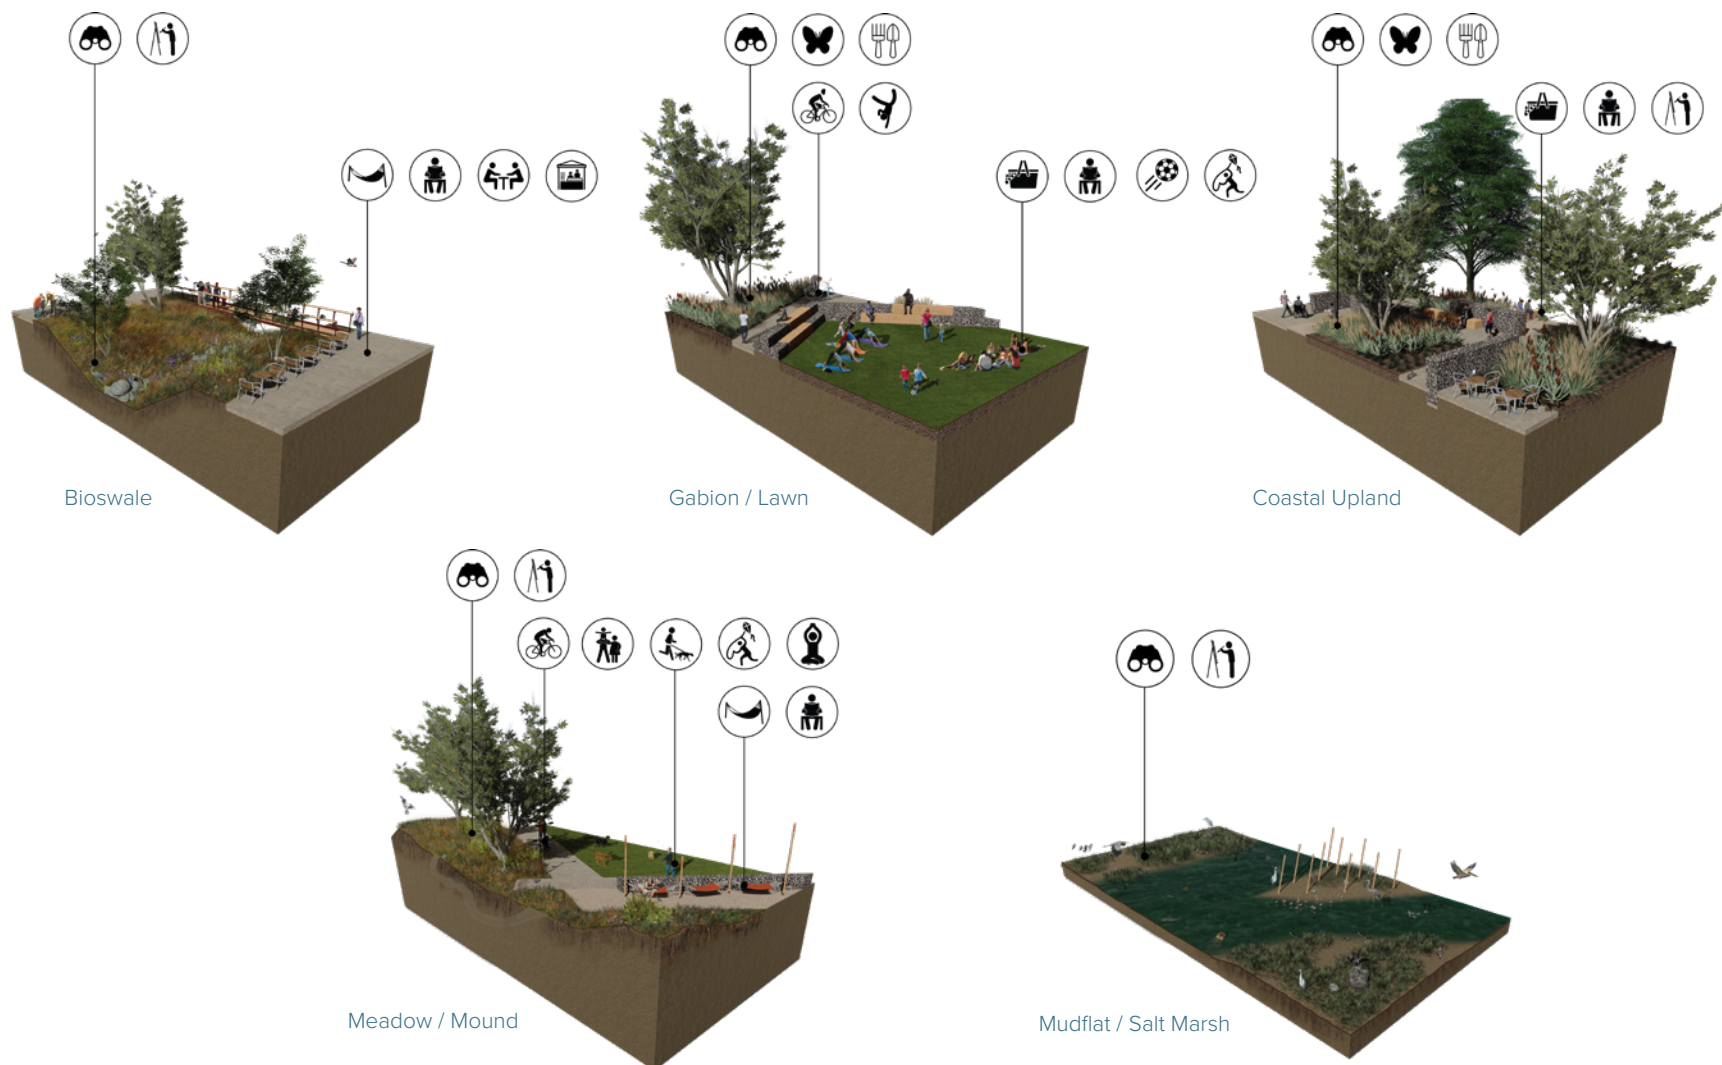 Bioswale
Gabion / Lawn
Coastal Upland
Meadow / Mound
Mudflat / Salt Marsh